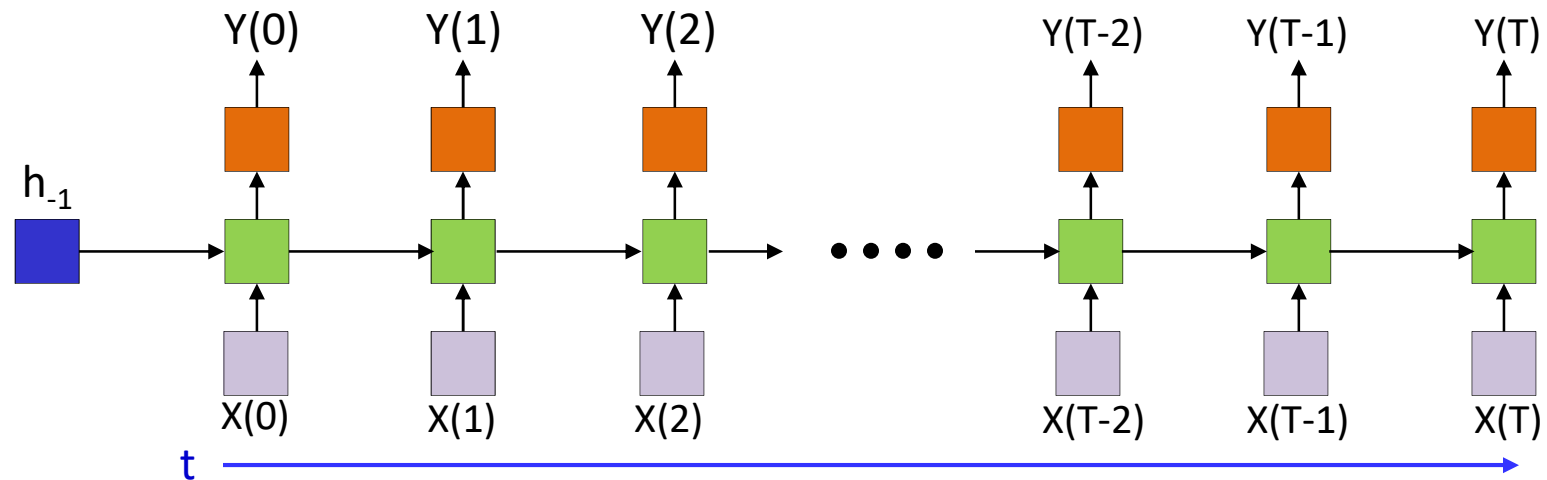 Y(0) Y(1) Y(2) Y(T-2) Y(T-1) Y(T)
h-1
X(0) X(1) X(2) X(T-2) X(T-1) X(T)
t